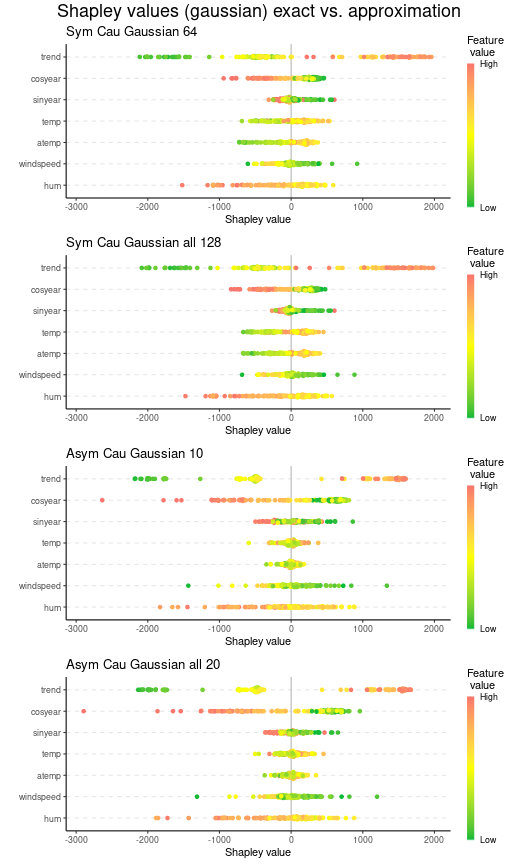 Shapley values (gaussian) exact vs. approximation
Sym Cau Gaussian 64
trend
cosyear
sinyear
temp
atemp
windspeed
hum
-3000 -2000 -1000 0 1000 2000
Shapley value
Feature
value
High
Low
Sym Cau Gaussian all 128
trend
cosyear
sinyear
temp
atemp
windspeed
hum
-3000 -2000 -1000 0 1000 2000
Shapley value
Feature
value
High
Low
Asym Cau Gaussian 10
trend
cosyear
sinyear
temp
atemp
windspeed
hum
-3000 -2000 -1000 0 1000 2000
Shapley value
Feature
value
High
Low
Asym Cau Gaussian all 20
trend
cosyear
sinyear
temp
atemp
windspeed
hum
-3000 -2000 -1000 0 1000 2000
Shapley value
Feature
value
High
Low